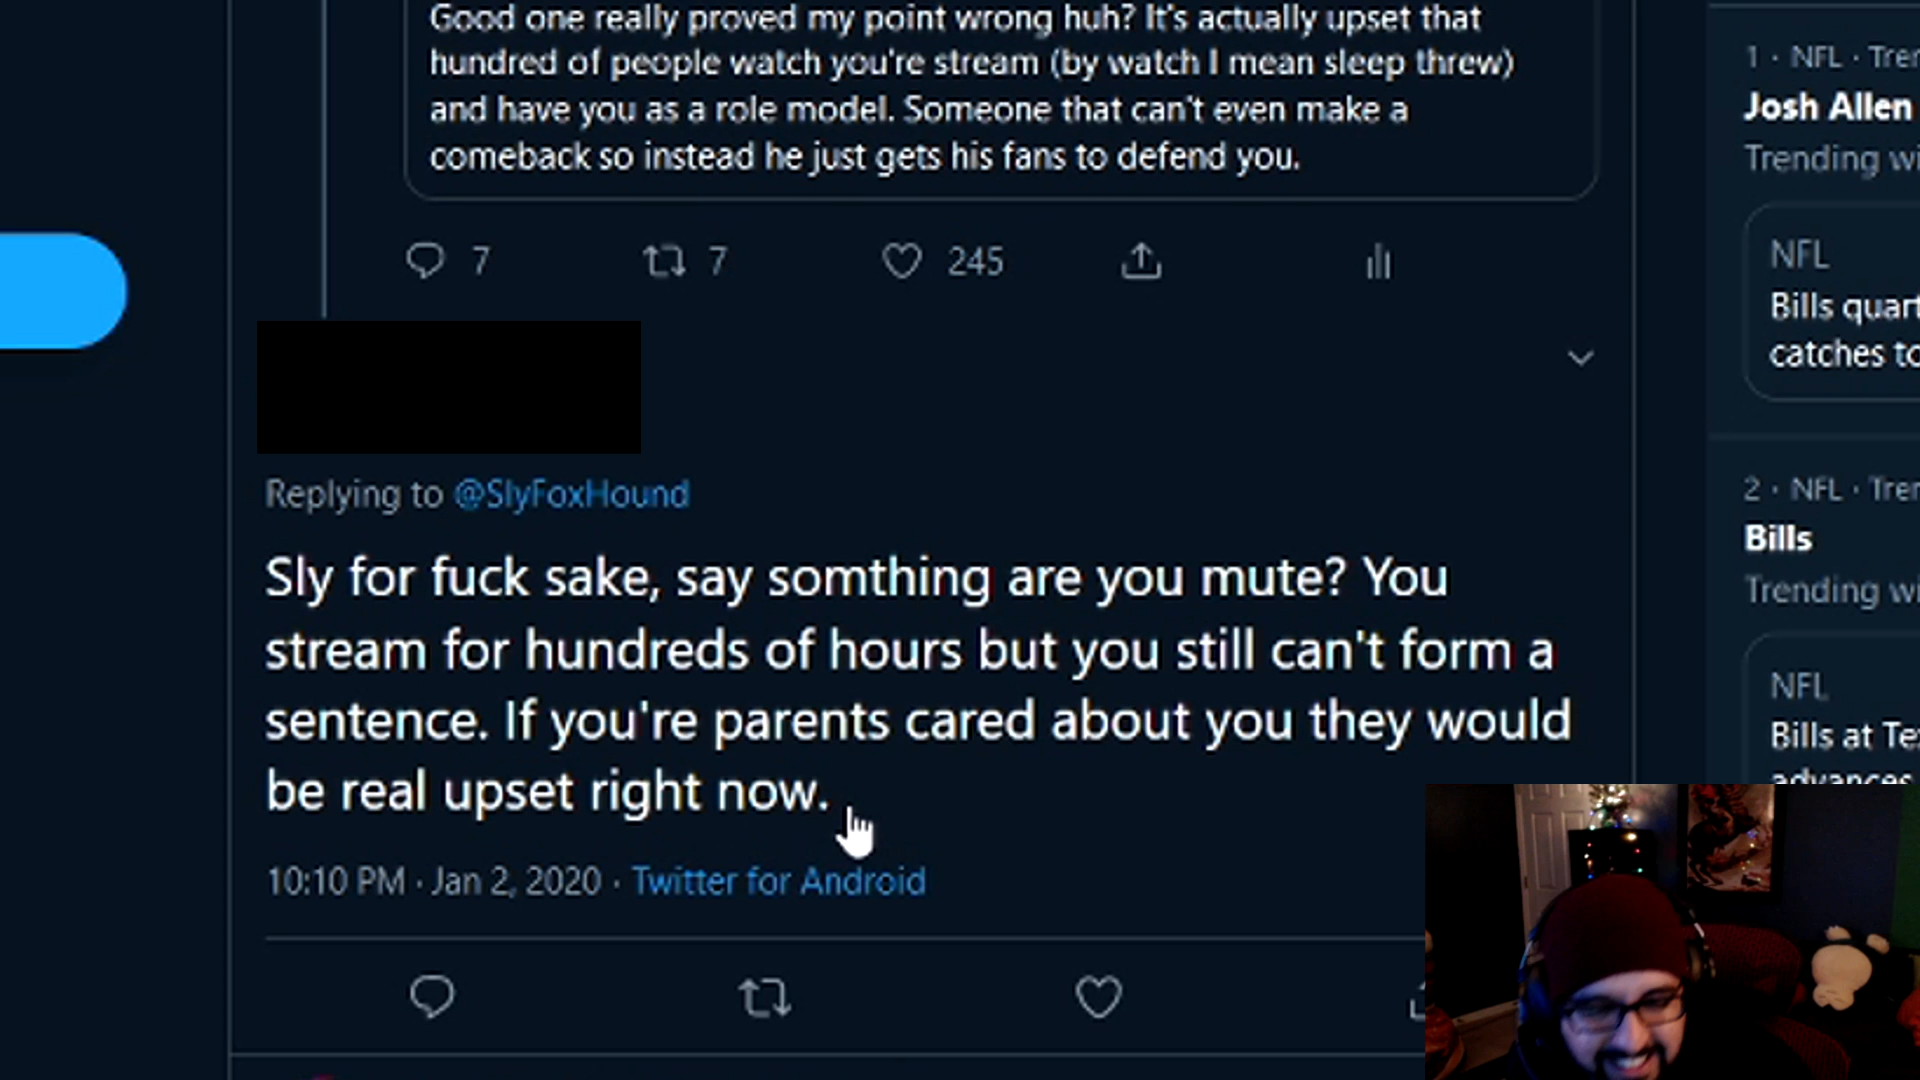 Good one really proved my point wrong huh? It's actually upset that
hundred of people watch you're stream (by watch I mean sleep threw)
and have you as a role model. Someone that can't even make a
comeback so instead he just gets his fans to defend you.
7 7 245
Replying to @SlyFoxHound
Sly for fuck sake, say somthing are you mute? You
stream for hundreds of hours but you still can't form a
sentence. If you're parents cared about you they would
be real upset right now.
10:10 PM · Jan 2, 2020 · Twitter for Android
1 · NFL · Tren
Josh Allen
Trending wi
NFL
Bills quart
catches to
2 · NFL · Tren
Bills
Trending wi
NFL
Bills at Te
advances